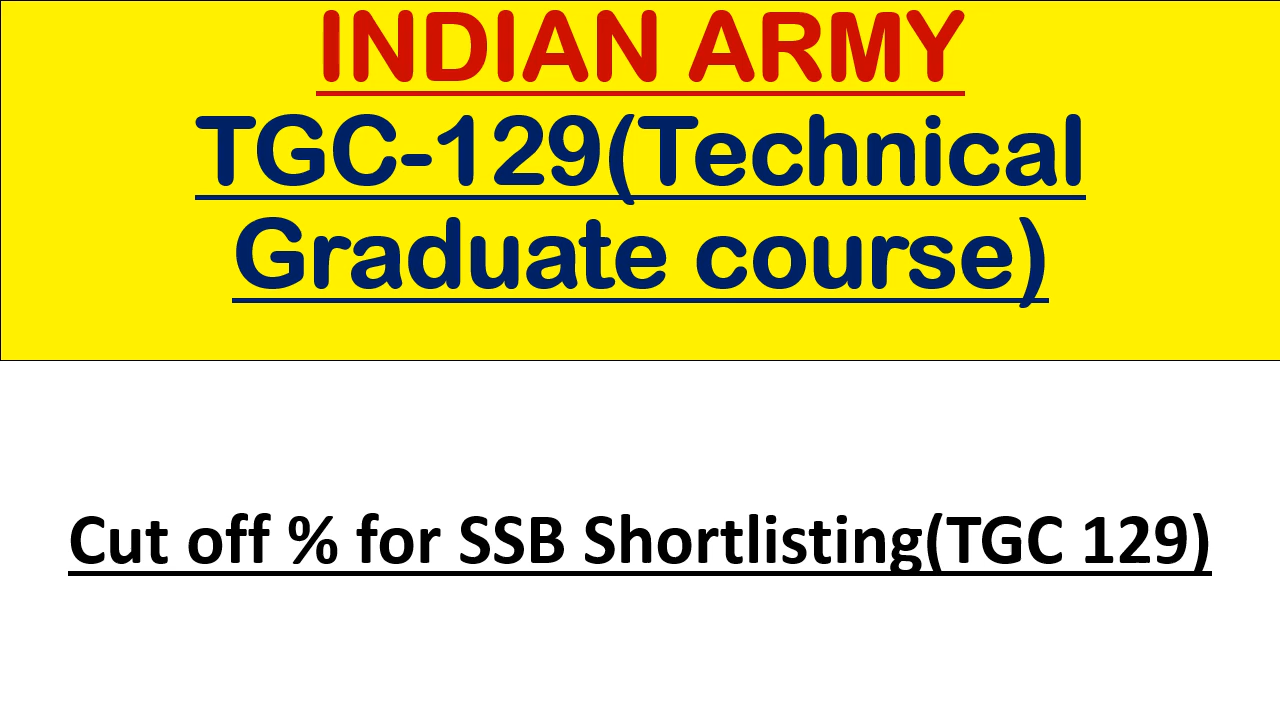 INDIAN ARMY
TGC-129(Technical
Graduate course)
Cut off % for SSB Shortlisting(TGC 129)